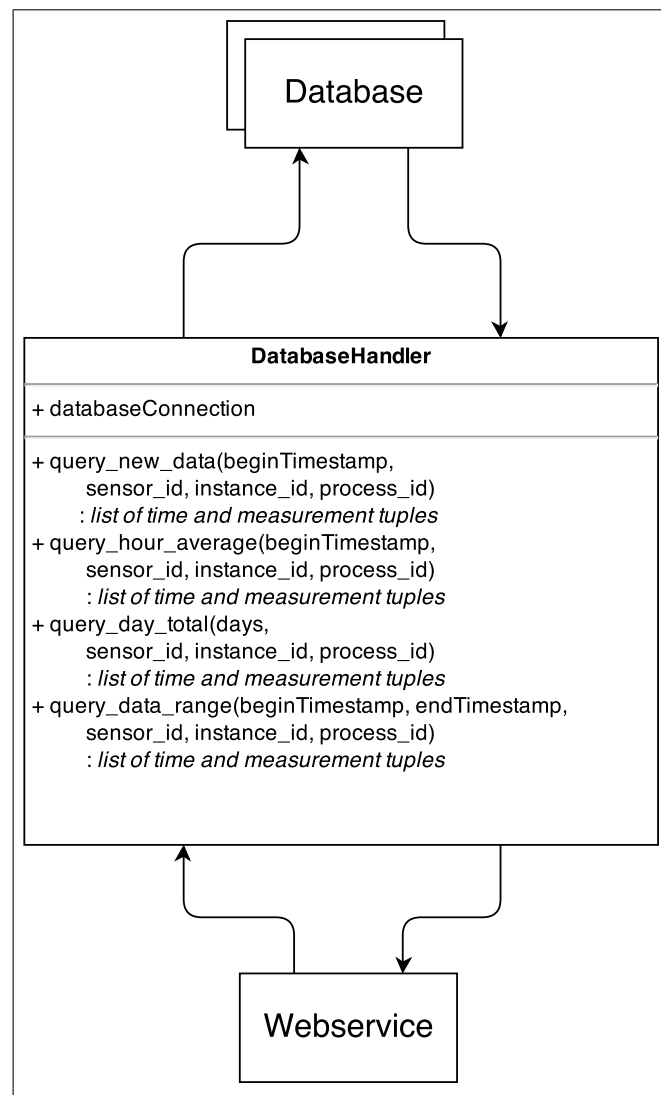 Database
DatabaseHandler
+ databaseConnection
+ query_new_data(beginTimestamp,
sensor_id, instance_id, process_id)
: list of time and measurement tuples
+ query_hour_average(beginTimestamp,
sensor_id, instance_id, process_id)
: list of time and measurement tuples
+ query_day_total(days,
sensor_id, instance_id, process_id)
: list of time and measurement tuples
+ query_data_range(beginTimestamp, endTimestamp,
sensor_id, instance_id, process_id)
: list of time and measurement tuples
Webservice